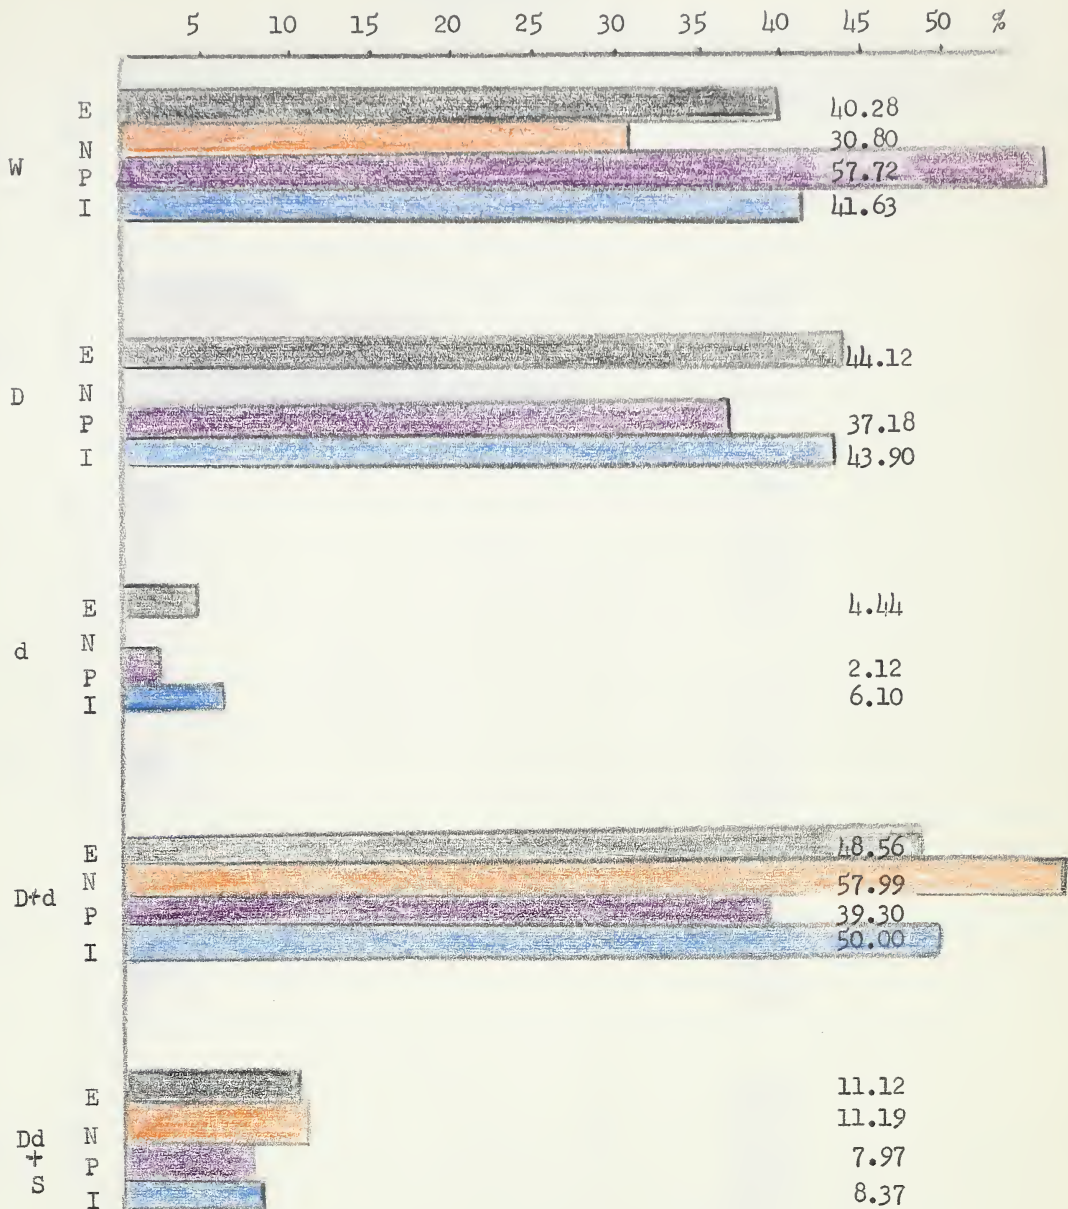 5 10 15 20 25 30 35 40 45 50 %
W
E 40.28
N 30.80
P 57.72
I 41.63
D
E 44.12
N
P 37.18
I 43.90
d
E 4.44
N
P 2.12
I 6.10
D+d
E 48.56
N 57.99
P 39.30
I 50.00
Dd
+
S
E 11.12
N 11.19
P 7.97
I 8.37